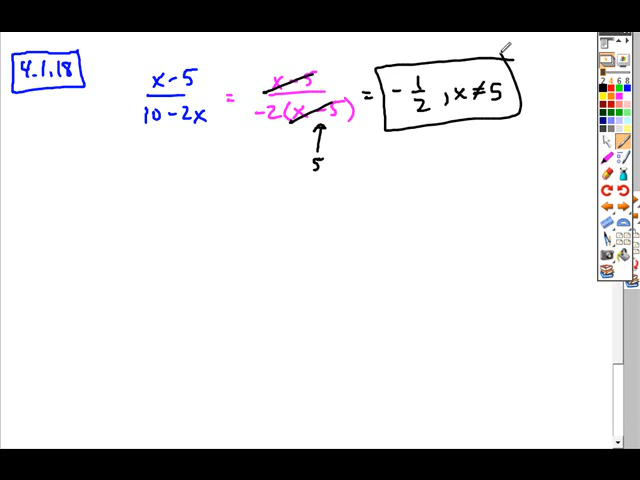 4.1.18
x-5 / 10-2x = x-5 / -2(x-5) = -1/2, x≠5
5